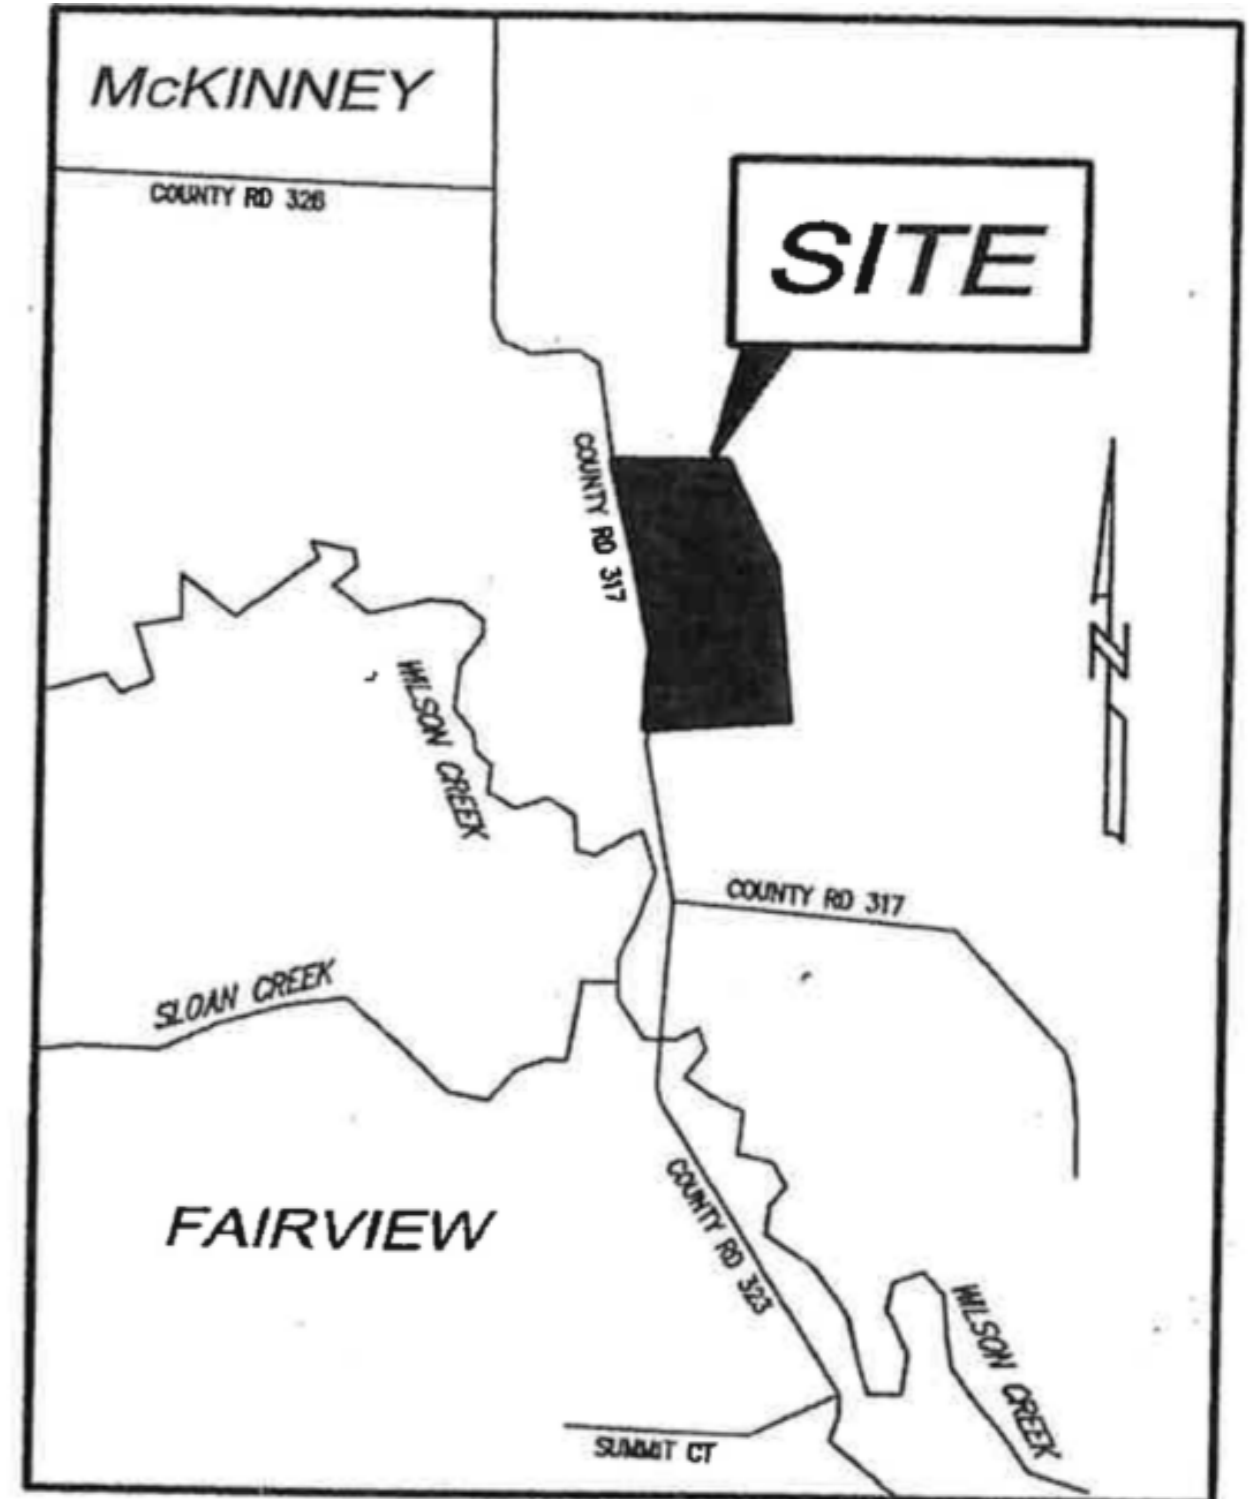 McKINNEY
COUNTY RD 326
SITE
COUNTY RD 317
N
WILSON CREEK
COUNTY RD 317
SLOAN CREEK
FAIRVIEW
COUNTY RD 323
WILSON CREEK
SUMMIT CT